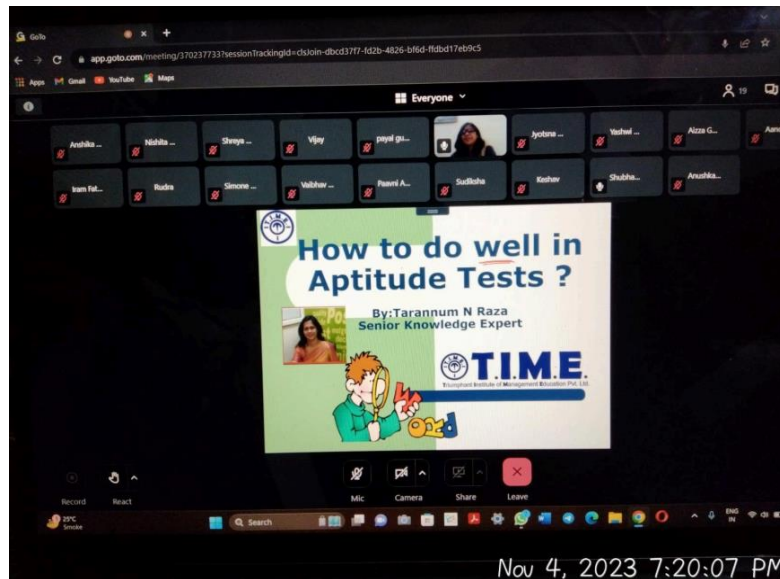 GoTo
app.goto.com/meeting/370237733?sessionTrackingId=clsJoin-dbcd37f7-fd2b-4826-bf6d-ffdbd17eb9c5
Apps Gmail YouTube Maps
Everyone
19
Anshika ... Nishita ... Shreya ... Vijay payal gu... Jyotsna ... Yashwi ... Aizza G...
Iram Fat... Rudra Simone ... Vaibhav ... Paavni A... Sudiksha Keshav Shubha... Anushka...
T.I.M.E.
How to do well in
Aptitude Tests ?
By:Tarannum N Raza
Senior Knowledge Expert
T.I.M.E.
Triumphant Institute of Management Education Pvt. Ltd.
WORD
Record React Mic Camera Share Leave
25°C
Smoke
Search
ENG
IN
Nov 4, 2023 7:20:07 PM